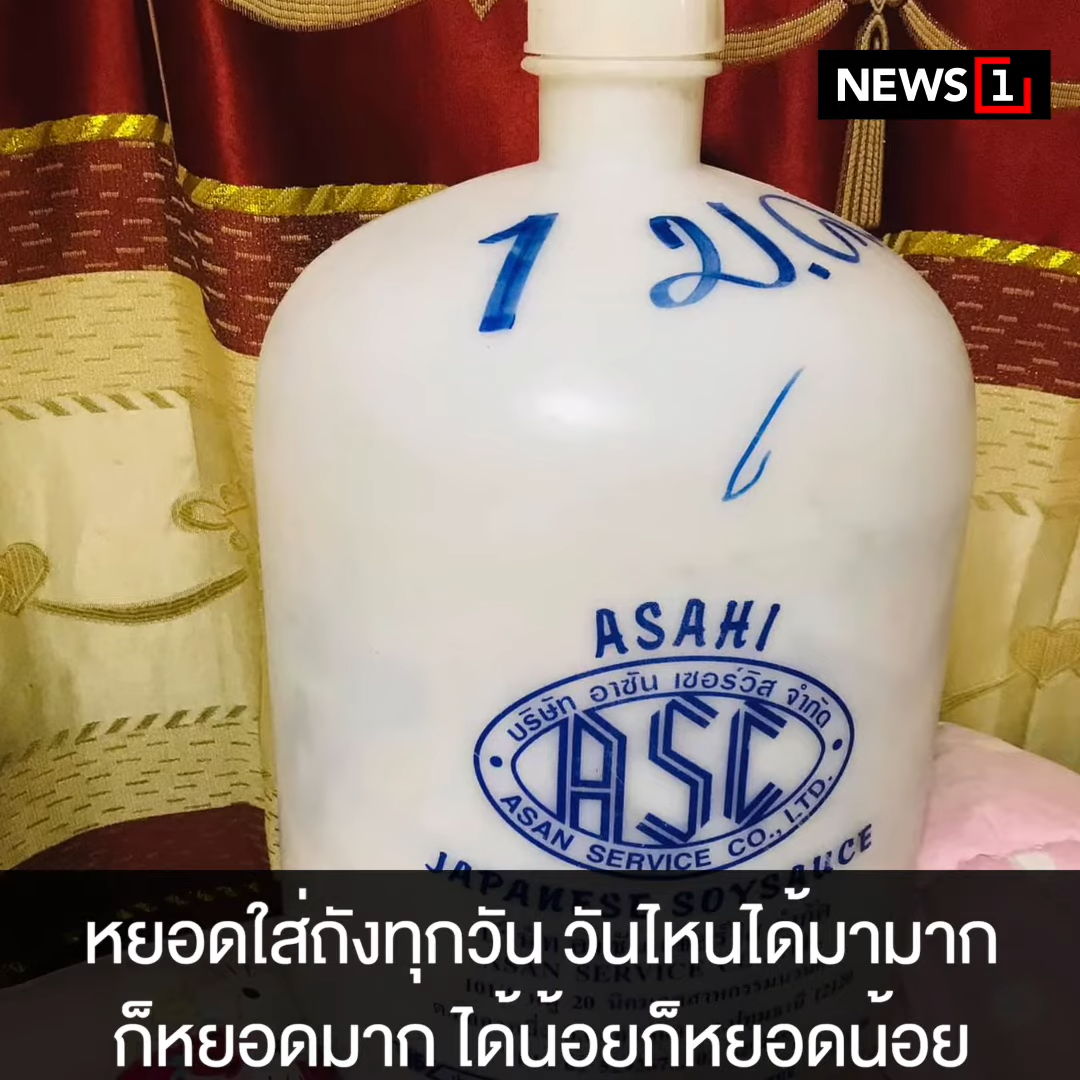 NEWS 1
1 ม.ค
ASAHI
บริษัท อาซัน เซอร์วิส จำกัด
ASC
ASAN SERVICE CO., LTD.
JAPANESE SOYSAUCE
ASAN SERVICE
หยอดใส่ถังทุกวัน วันไหนได้มามาก
ก็หยอดมาก ได้น้อยก็หยอดน้อย